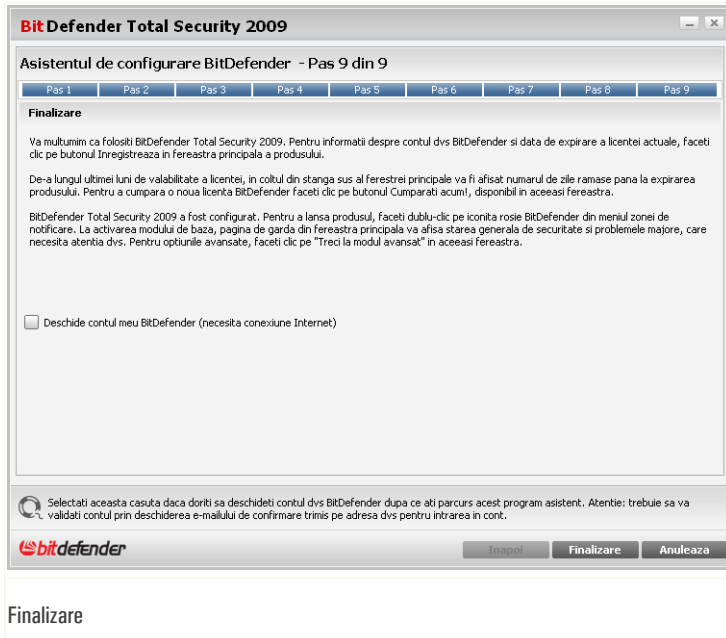 BitDefender Total Security 2009
Asistentul de configurare BitDefender - Pas 9 din 9
Pas 1 Pas 2 Pas 3 Pas 4 Pas 5 Pas 6 Pas 7 Pas 8 Pas 9
Finalizare
Va multumim ca folositi BitDefender Total Security 2009. Pentru informatii despre contul dvs BitDefender si data de expirare a licentei actuale, faceti
clic pe butonul Inregistreaza in fereastra principala a produsului.
De-a lungul ultimei luni de valabilitate a licentei, in coltul din stanga sus al ferestrei principale va fi afisat numarul de zile ramase pana la expirarea
produsului. Pentru a cumpara o noua licenta BitDefender faceti clic pe butonul Cumparati acum!, disponibil in aceeasi fereastra.
BitDefender Total Security 2009 a fost configurat. Pentru a lansa produsul, faceti dublu-clic pe iconita rosie BitDefender din meniul zonei de
notificare. La activarea modului de baza, pagina de garda din fereastra principala va afisa starea generala de securitate si problemele majore, care
necesita atentia dvs. Pentru optiunile avansate, faceti clic pe "Treci la modul avansat" in aceeasi fereastra.
Deschide contul meu BitDefender (necesita conexiune Internet)
Selectati aceasta casuta daca doriti sa deschideti contul dvs BitDefender dupa ce ati parcurs acest program asistent. Atentie: trebuie sa va
validati contul prin deschiderea e-mailului de confirmare trimis pe adresa dvs pentru intrarea in cont.
bitdefender Inapoi Finalizare Anuleaza
Finalizare